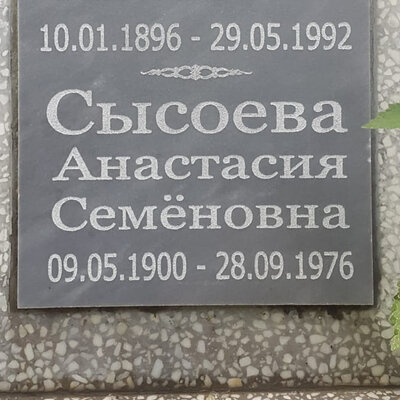 10.01.1896 - 29.05.1992
Сысоева
Анастасия
Семёновна
09.05.1900 - 28.09.1976